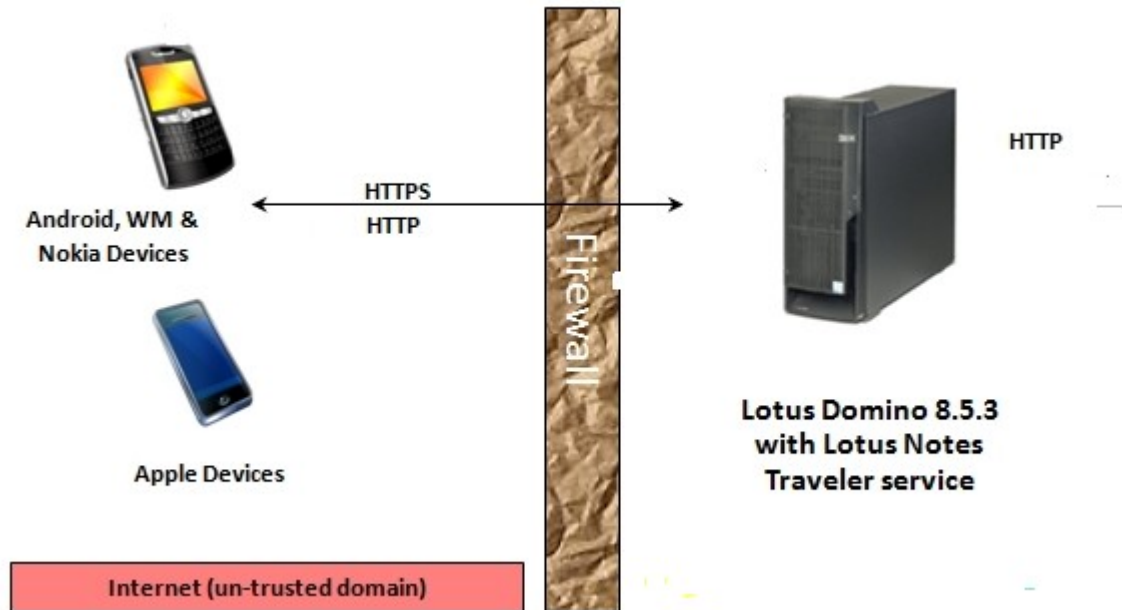 Android, WM &
Nokia Devices
HTTPS
HTTP
Firewall
HTTP
Apple Devices
Lotus Domino 8.5.3
with Lotus Notes
Traveler service
Internet (un-trusted domain)